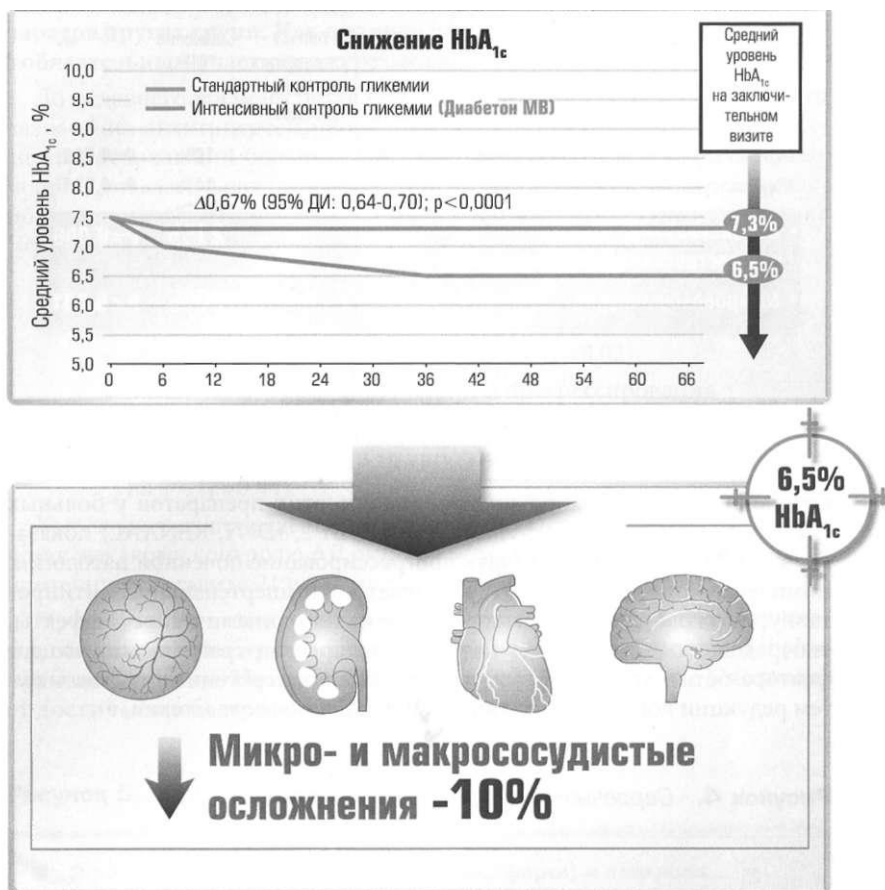 Снижение HbA1c
Средний
уровень
HbA1c
на заключи-
тельном
визите
Средний уровень HbA1c %
10,0
9,5
9,0
8,5
8,0
7,5
7,0
6,5
6,0
5,5
5,0
Стандартный контроль гликемии
Интенсивный контроль гликемии (Диабетон МВ)
Δ0,67% (95% ДИ: 0,64-0,70); p<0,0001
7,3%
6,5%
0 6 12 18 24 30 36 42 48 54 60 66
6,5%
HbA1c
Микро- и макрососудистые
осложнения -10%